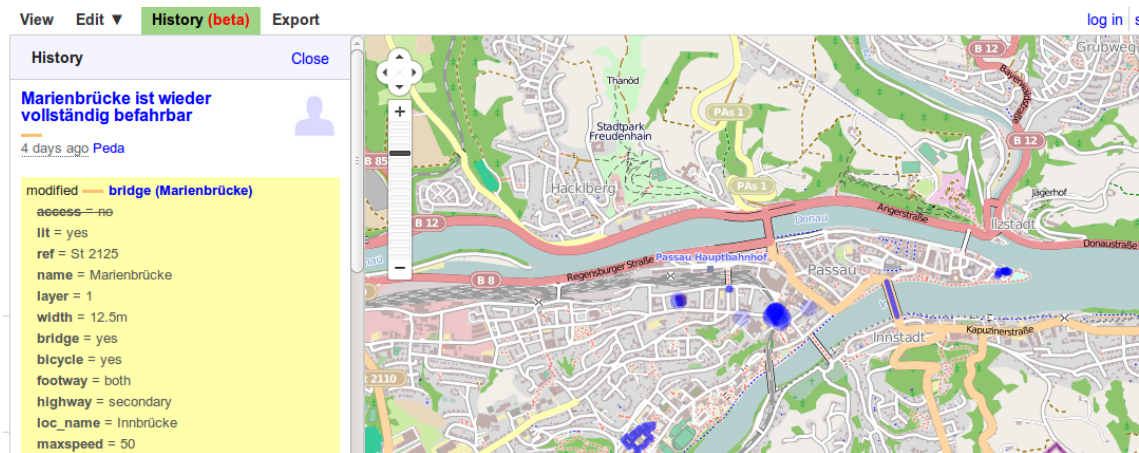 View Edit ▼ History (beta) Export
log in
History Close
Marienbrücke ist wieder
vollständig befahrbar
4 days ago Peda
modified bridge (Marienbrücke)
access = no
lit = yes
ref = St 2125
name = Marienbrücke
layer = 1
width = 12.5m
bridge = yes
bicycle = yes
footway = both
highway = secondary
loc_name = Innbrücke
maxspeed = 50
B 12
Grubweg
Bayerwaldstraße
Thanöd
PAs 1
Stadtpark
Freudenhain
B 12
B 85
Hacklberg
PAs 1
Jägerhof
B 12
Donau
Angerstraße
Ilzstadt
Donaustraße
Regensburger Straße
Passau Hauptbahnhof
Passau
B 8
Innstadt
Kapuzinerstraße
2110